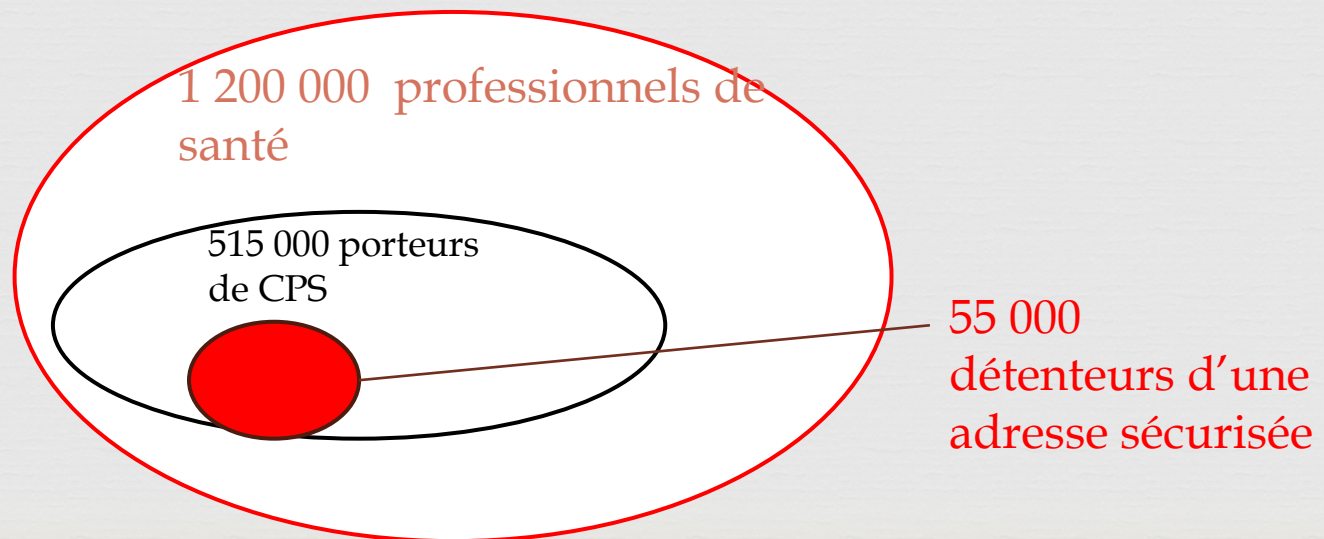 1 200 000 professionnels de
santé
515 000 porteurs
de CPS
55 000
détenteurs d’une
adresse sécurisée